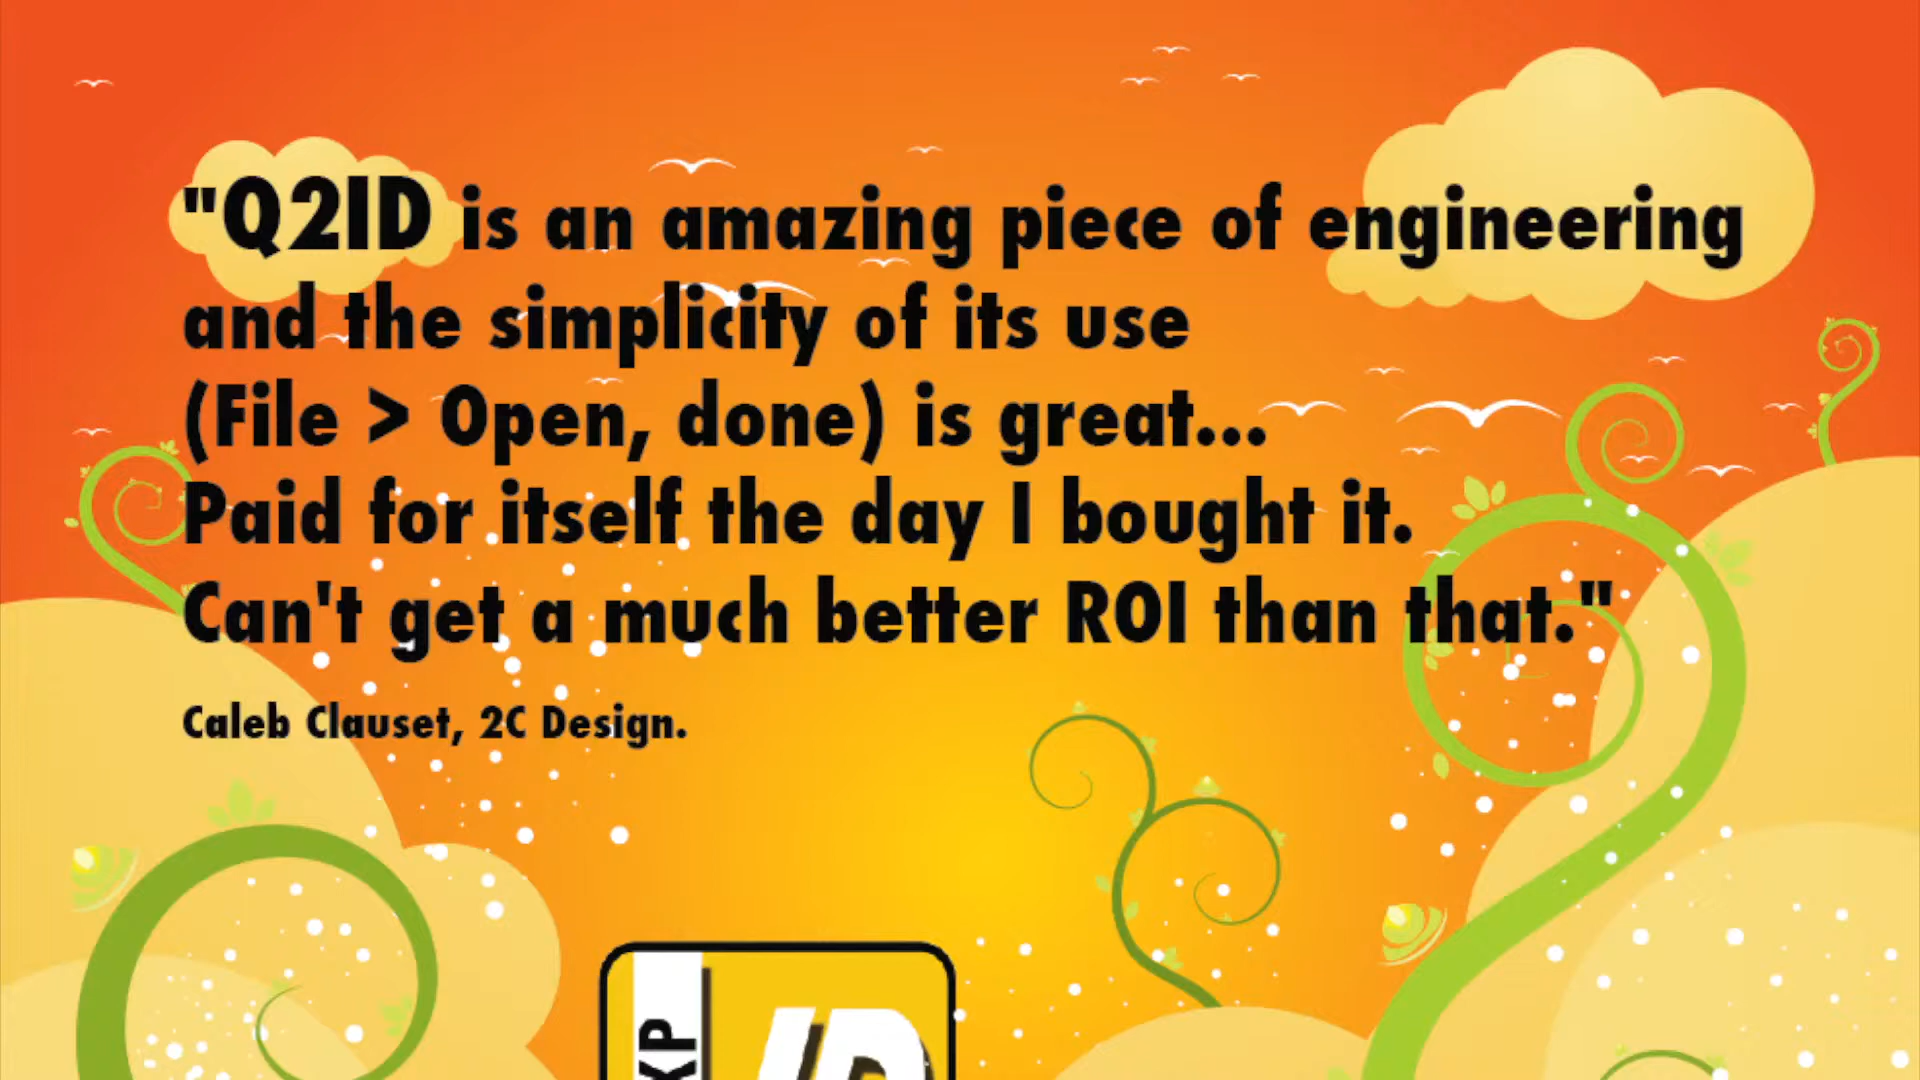 "Q2ID is an amazing piece of engineering
and the simplicity of its use
(File > Open, done) is great...
Paid for itself the day I bought it.
Can't get a much better ROI than that."
Caleb Clauset, 2C Design.
ID